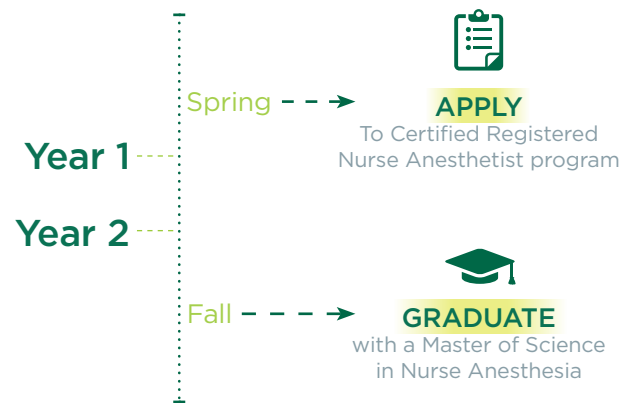 Spring
APPLY
To Certified Registered
Nurse Anesthetist program
Year 1
Year 2
Fall
GRADUATE
with a Master of Science
in Nurse Anesthesia